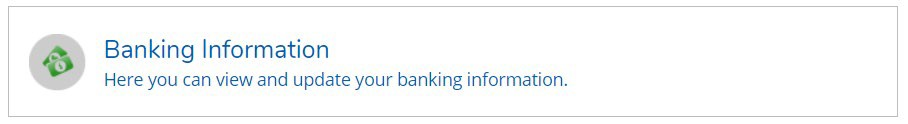 Banking Information
Here you can view and update your banking information.